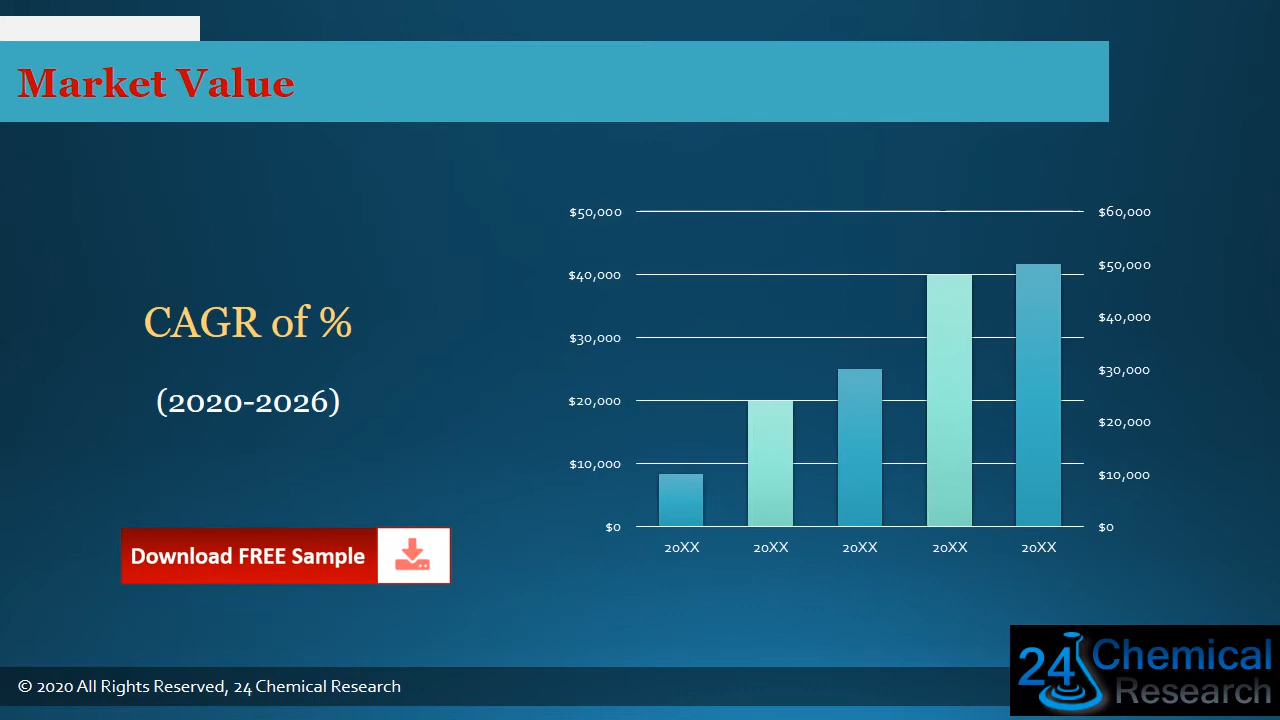 Market Value
CAGR of %
(2020-2026)
Download FREE Sample
$50,000
$40,000
$30,000
$20,000
$10,000
$0
$60,000
$50,000
$40,000
$30,000
$20,000
$10,000
$0
20XX 20XX 20XX 20XX 20XX
© 2020 All Rights Reserved, 24 Chemical Research
24 Chemical
Research